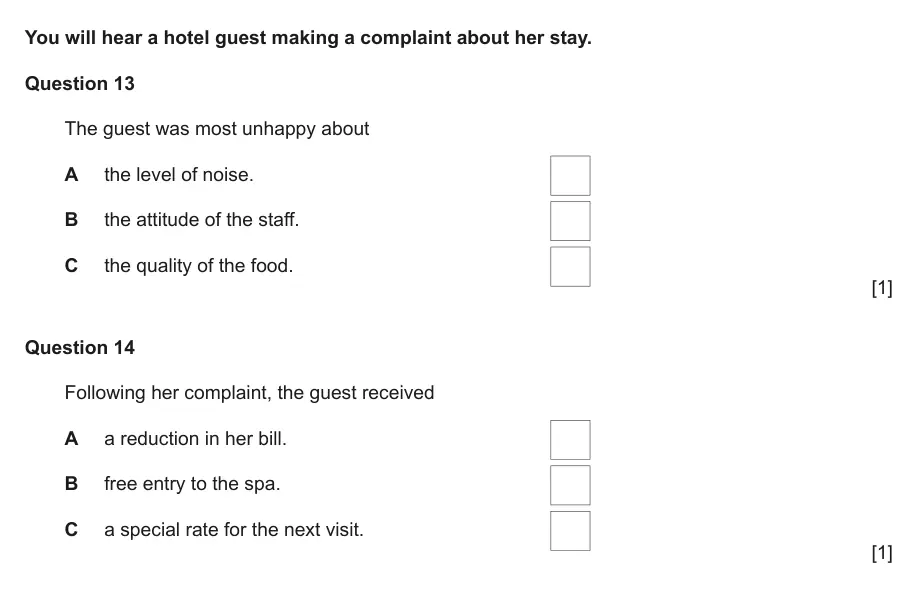 You will hear a hotel guest making a complaint about her stay.
Question 13
The guest was most unhappy about
A the level of noise.
B the attitude of the staff.
C the quality of the food.
[1]
Question 14
Following her complaint, the guest received
A a reduction in her bill.
B free entry to the spa.
C a special rate for the next visit.
[1]